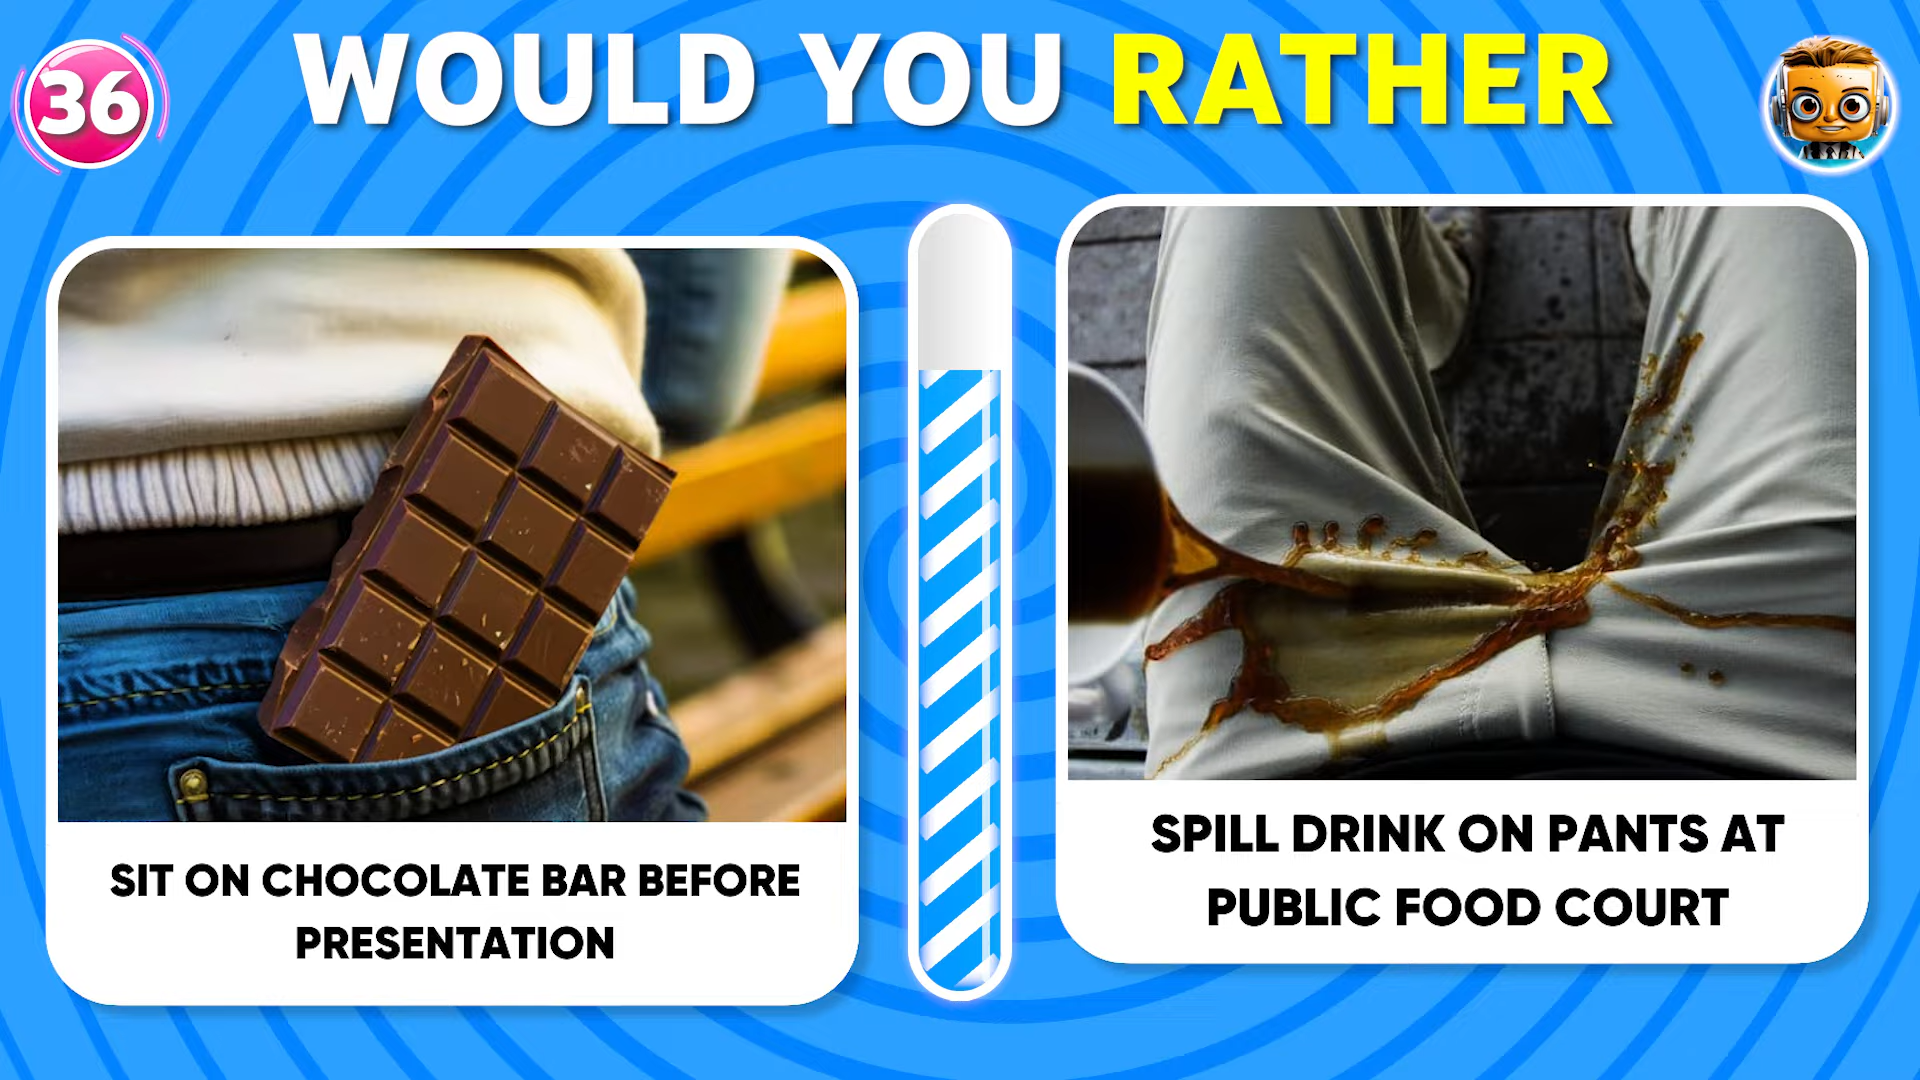 36
WOULD YOU RATHER
SIT ON CHOCOLATE BAR BEFORE
PRESENTATION
SPILL DRINK ON PANTS AT
PUBLIC FOOD COURT